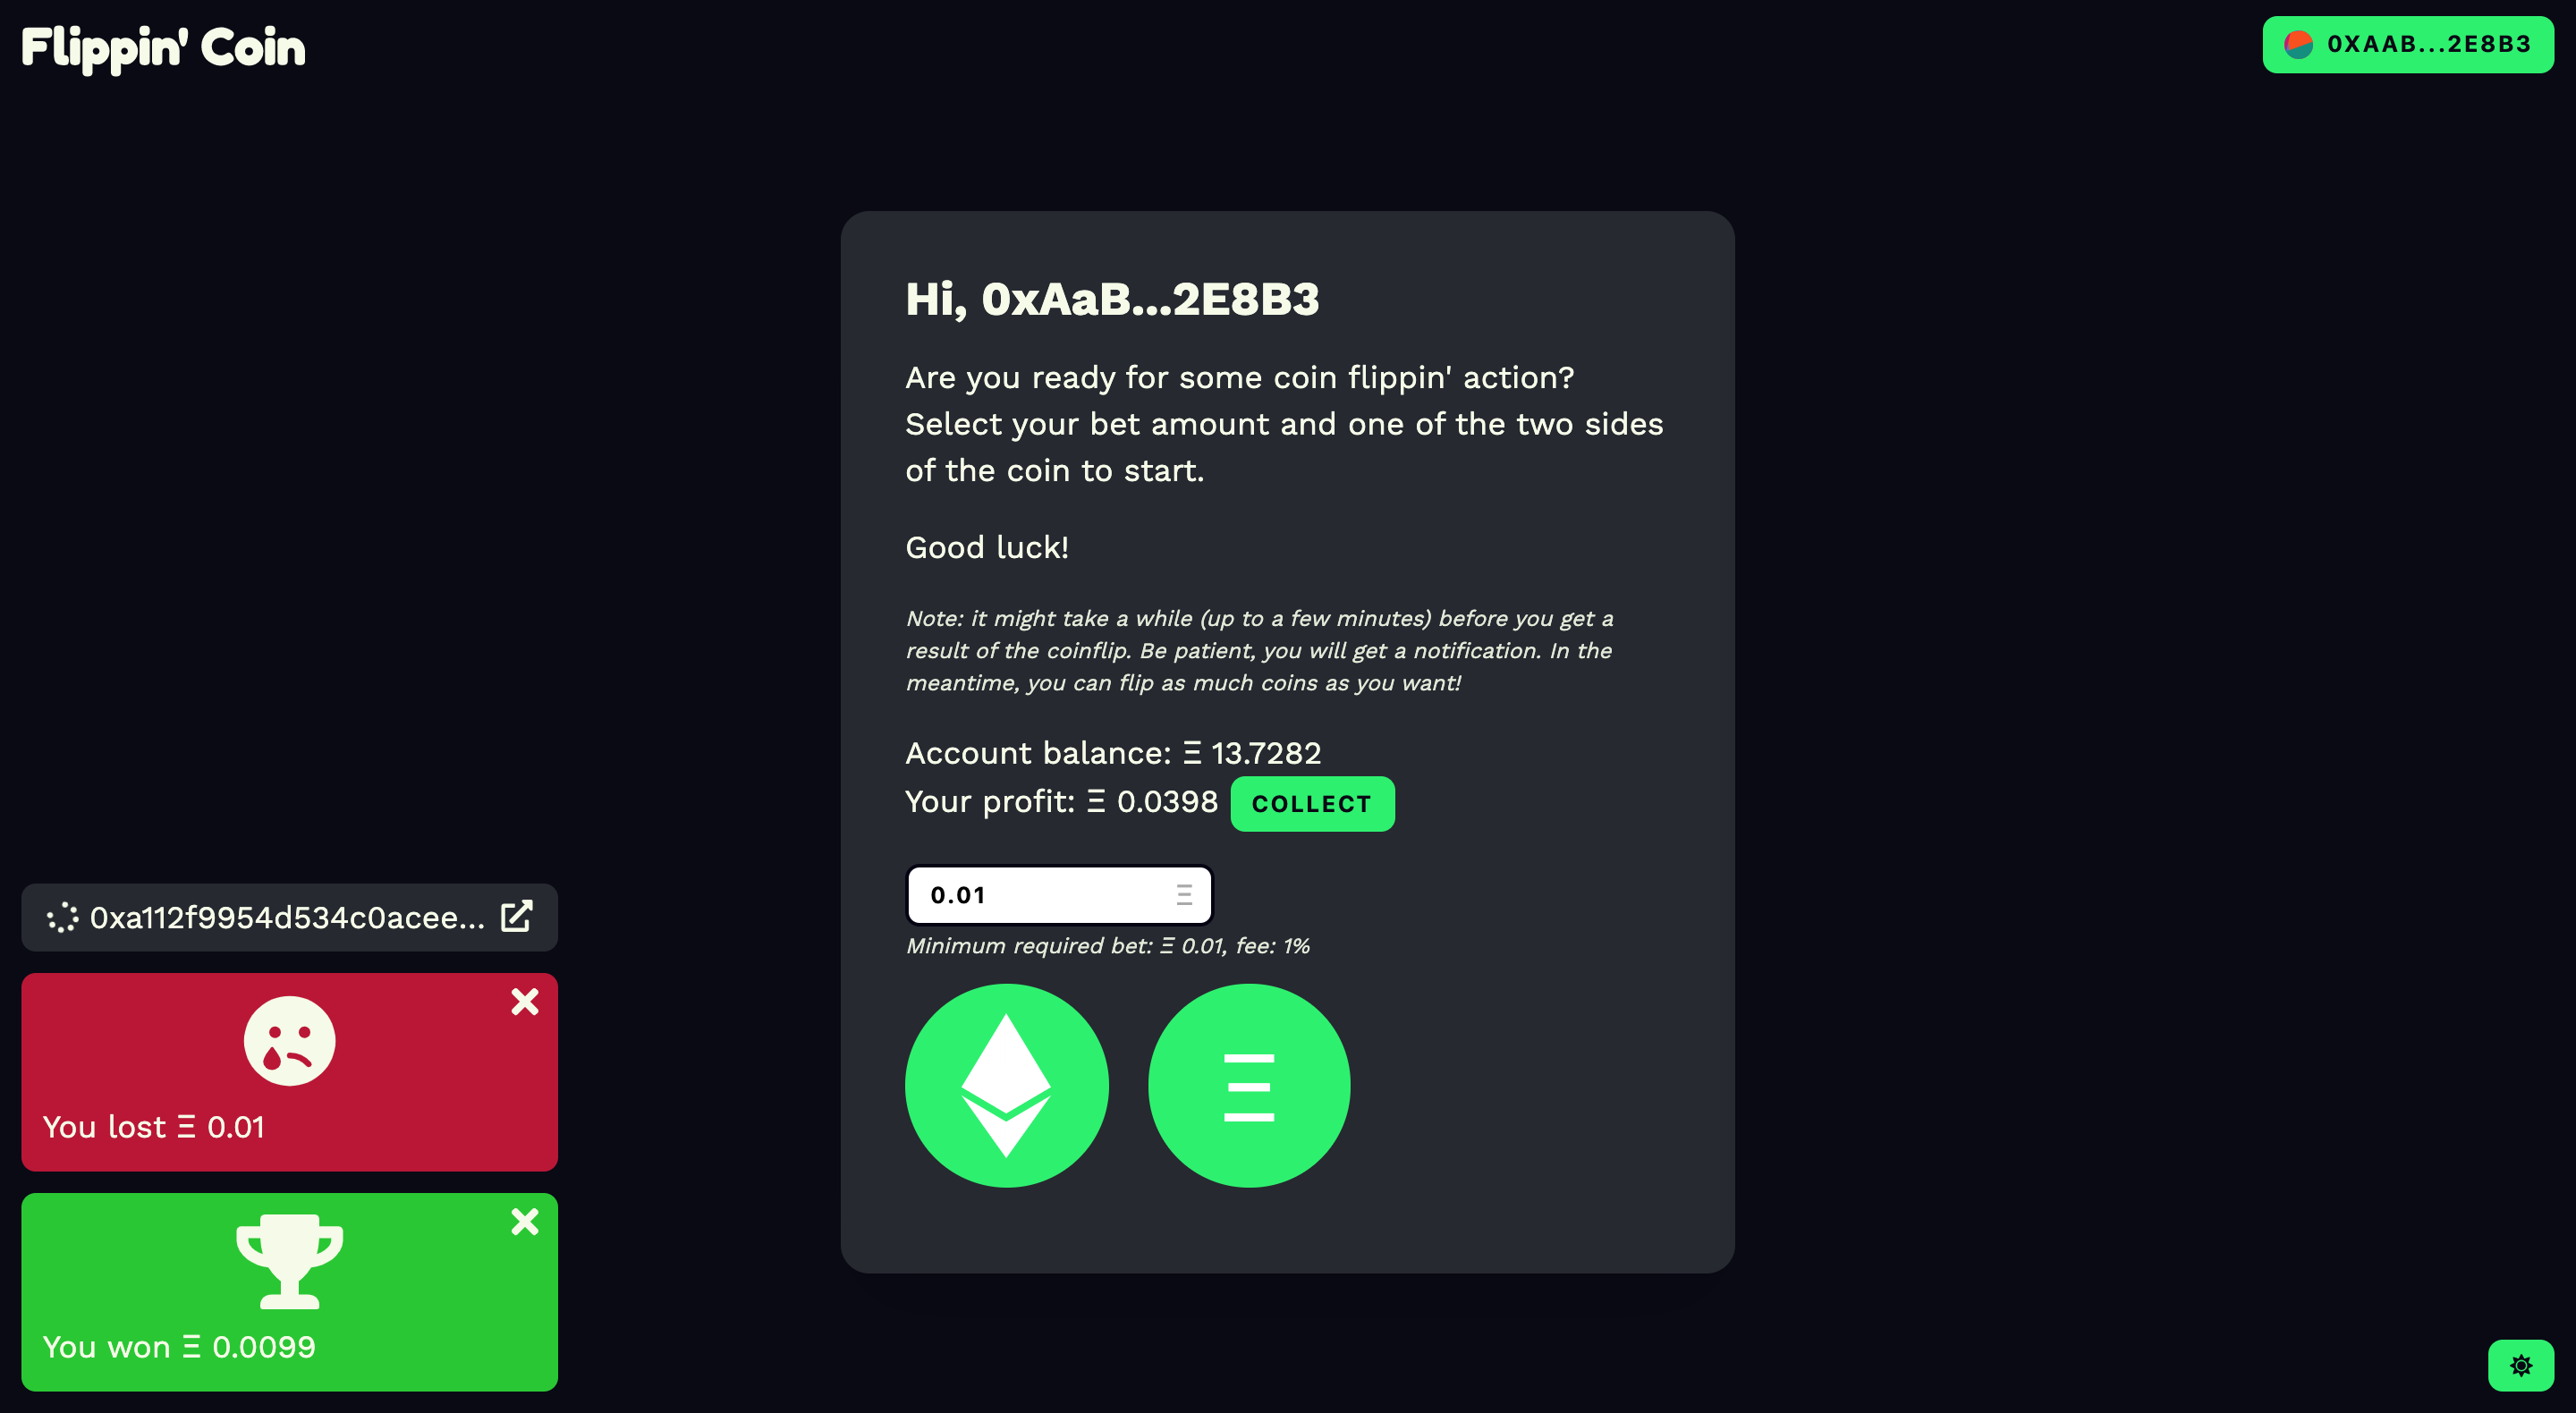 Flippin' Coin
0XAAB...2E8B3
Hi, 0xAaB...2E8B3
Are you ready for some coin flippin' action?
Select your bet amount and one of the two sides
of the coin to start.
Good luck!
Note: it might take a while (up to a few minutes) before you get a
result of the coinflip. Be patient, you will get a notification. In the
meantime, you can flip as much coins as you want!
Account balance: Ξ 13.7282
Your profit: Ξ 0.0398 COLLECT
0.01 Ξ
Minimum required bet: Ξ 0.01, fee: 1%
Ξ
0xa112f9954d534c0acee...
You lost Ξ 0.01
You won Ξ 0.0099